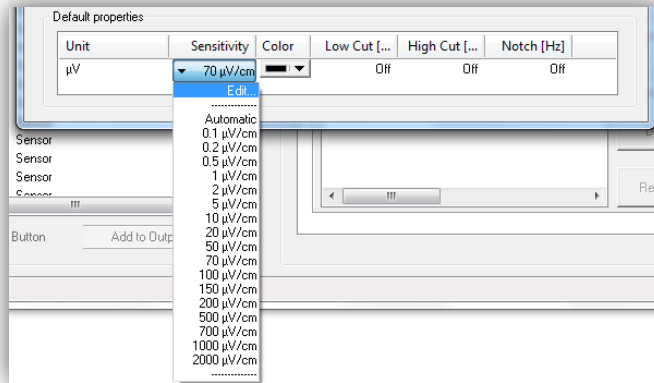 Default properties
Unit Sensitivity Color Low Cut [... High Cut [... Notch [Hz]
µV 70 µV/cm Off Off Off
Edit...
--------------
Automatic
0.1 µV/cm
Sensor
0.2 µV/cm
Sensor
0.5 µV/cm
Sensor
1 µV/cm
2 µV/cm
Re
5 µV/cm
10 µV/cm
20 µV/cm
Button Add to Outp
50 µV/cm
70 µV/cm
100 µV/cm
150 µV/cm
200 µV/cm
500 µV/cm
700 µV/cm
1000 µV/cm
2000 µV/cm
--------------